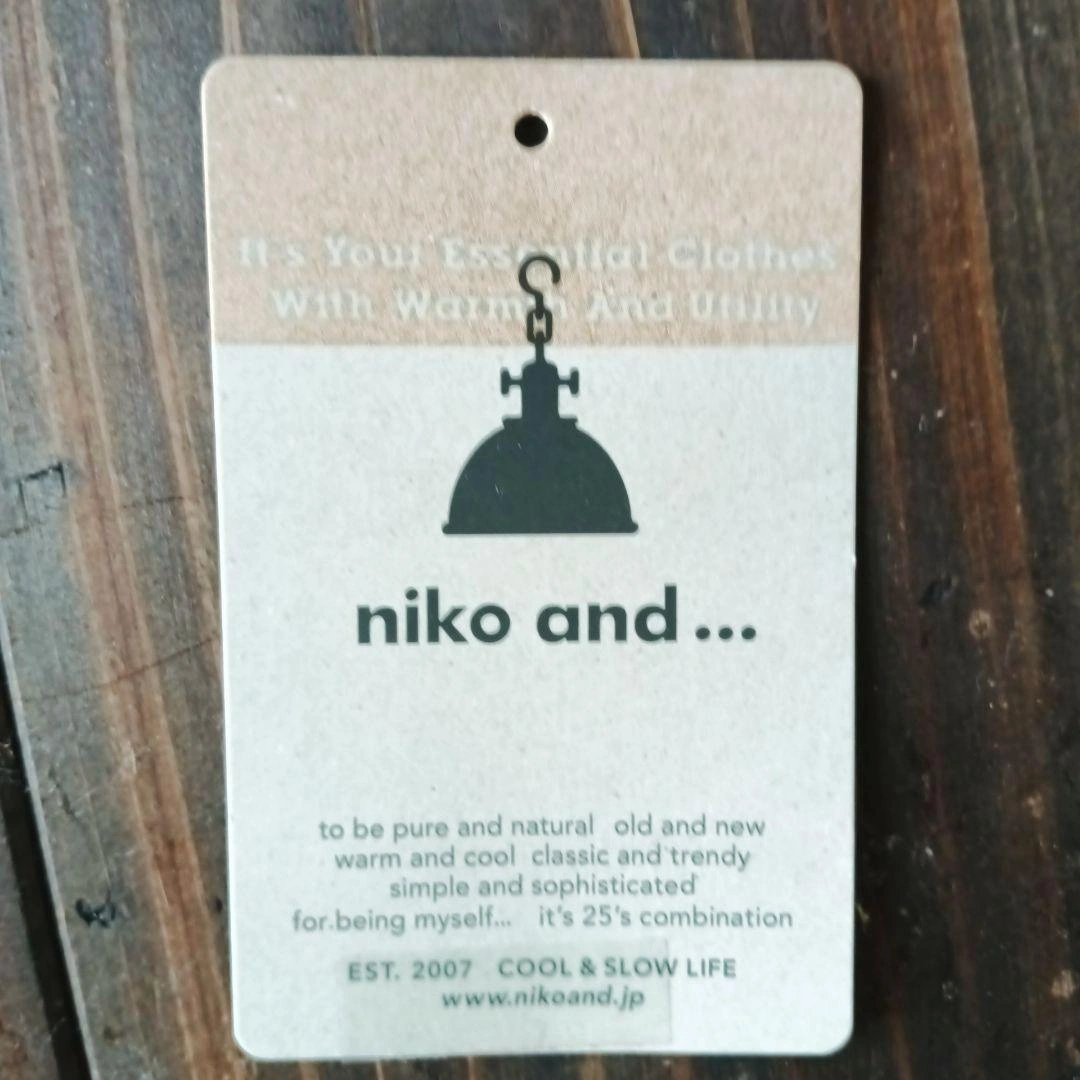 It's Your Essential Clothes
With Warmth And Utility
niko and ...
to be pure and natural old and new
warm and cool classic and trendy
simple and sophisticated
for.being myself... it's 25's combination
EST. 2007 COOL & SLOW LIFE
www.nikoand.jp